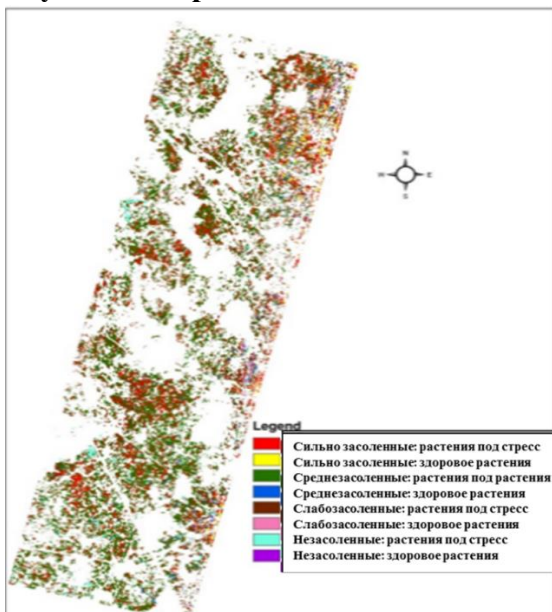 N
E
S
Legend
Сильно засоленные: растения под стресс
Сильно засоленные: здоровое растения
Среднезасоленные: растения под растения
Среднезасоленные: здоровое растения
Слабозасоленные: растения под стресс
Слабозасоленные: здоровое растения
Незасоленные: растения под стресс
Незасоленные: здоровое растения